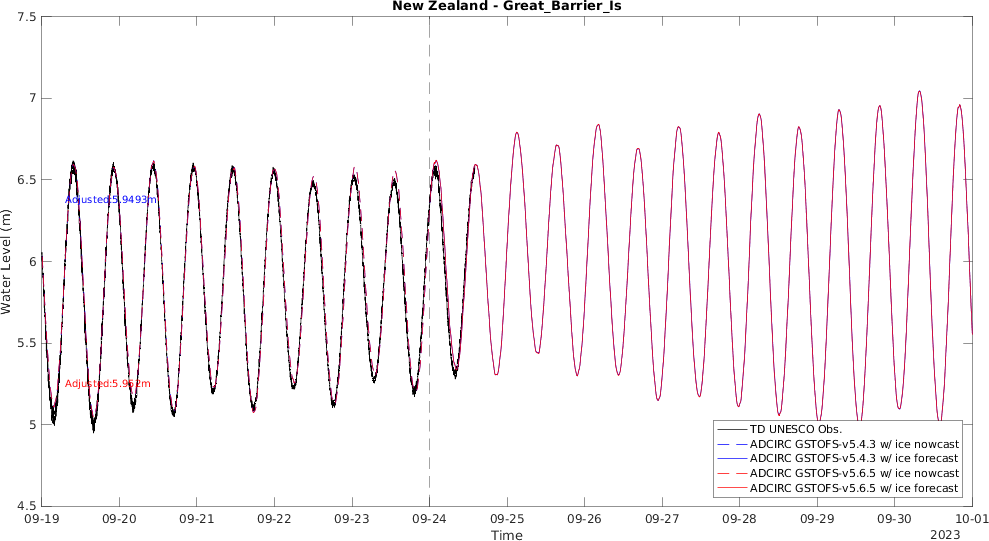 New Zealand - Great_Barrier_Is
7.5
7
6.5
6
5.5
5
4.5
Water Level (m)
Adjusted:5.9493m
Adjusted:5.952m
TD UNESCO Obs.
ADCIRC GSTOFS-v5.4.3 w/ ice nowcast
ADCIRC GSTOFS-v5.4.3 w/ ice forecast
ADCIRC GSTOFS-v5.6.5 w/ ice nowcast
ADCIRC GSTOFS-v5.6.5 w/ ice forecast
09-19 09-20 09-21 09-22 09-23 09-24 09-25 09-26 09-27 09-28 09-29 09-30 10-01
Time
2023